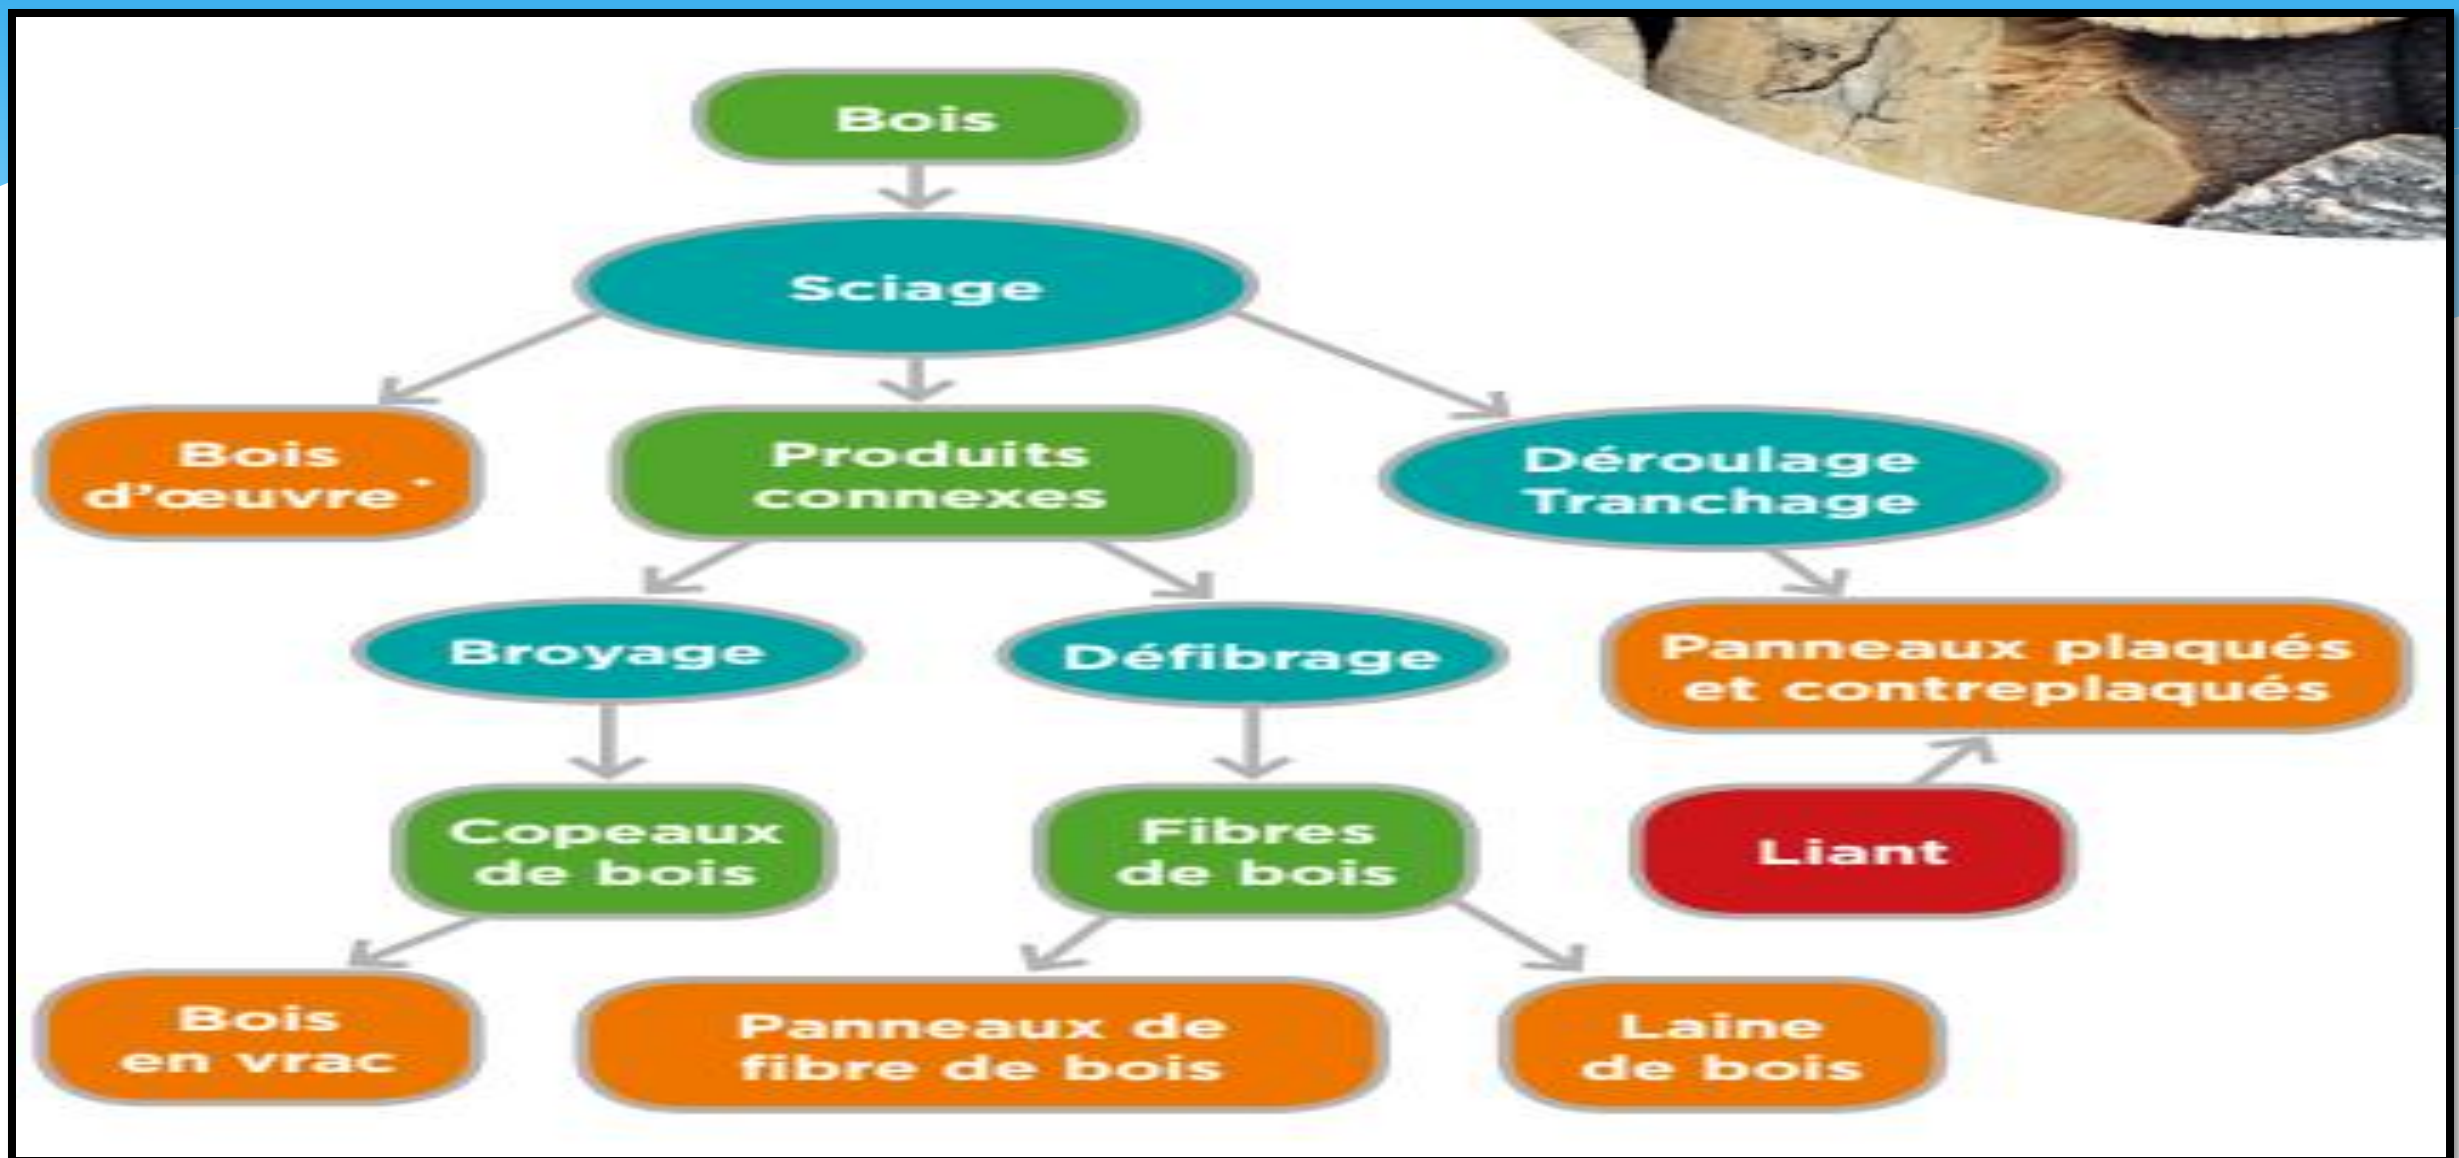 Bois
Sciage
Bois
d'œuvre*
Produits
connexes
Déroulage
Tranchage
Broyage
Défibrage
Panneaux plaqués
et contreplaqués
Copeaux
de bois
Fibres
de bois
Liant
Bois
en vrac
Panneaux de
fibre de bois
Laine
de bois